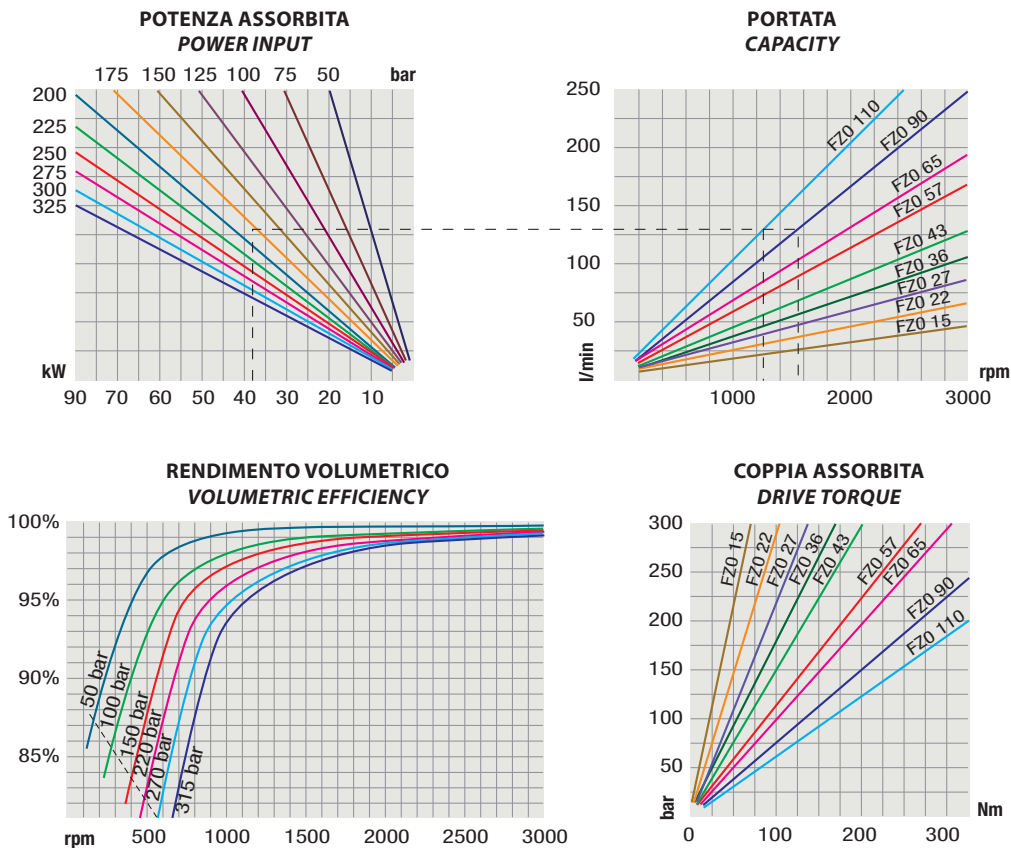 POTENZA ASSORBITA
POWER INPUT
175 150 125 100 75 50 bar
200
225
250
275
300
325
kW
90 70 60 50 40 30 20 10
PORTATA
CAPACITY
250
200
150
100
50
l/min
FZ0 110
FZ0 90
FZ0 65
FZ0 57
FZ0 43
FZ0 36
FZ0 27
FZ0 22
FZ0 15
rpm
1000 2000 3000
RENDIMENTO VOLUMETRICO
VOLUMETRIC EFFICIENCY
100%
95%
90%
85%
50 bar
100 bar
150 bar
220 bar
270 bar
315 bar
rpm 500 1000 2000 2000 3000
COPPIA ASSORBITA
DRIVE TORQUE
300
250
200
150
100
50
bar
FZ0 15
FZ0 22
FZ0 27
FZ0 36
FZ0 43
FZ0 57
FZ0 65
FZ0 90
FZ0 110
Nm
0 100 200 300